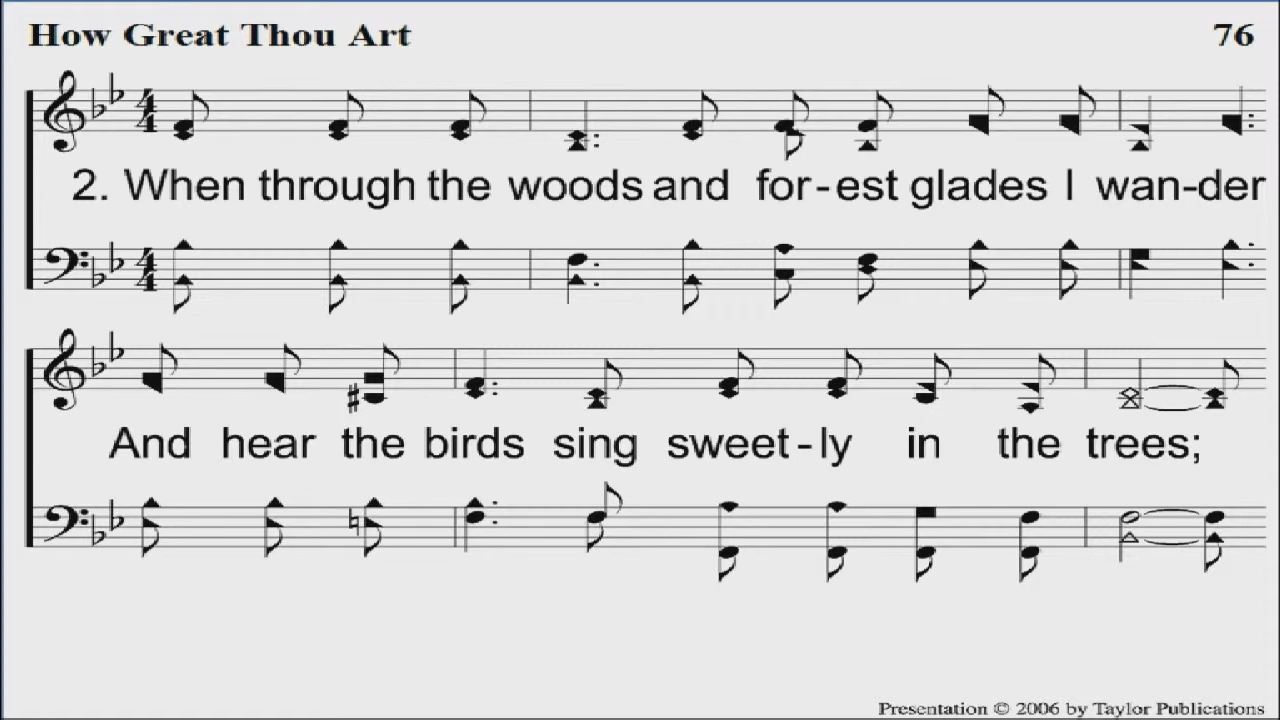 How Great Thou Art 76
2. When through the woods and for-est glades I wan-der
And hear the birds sing sweet-ly in the trees;
Presentation © 2006 by Taylor Publications